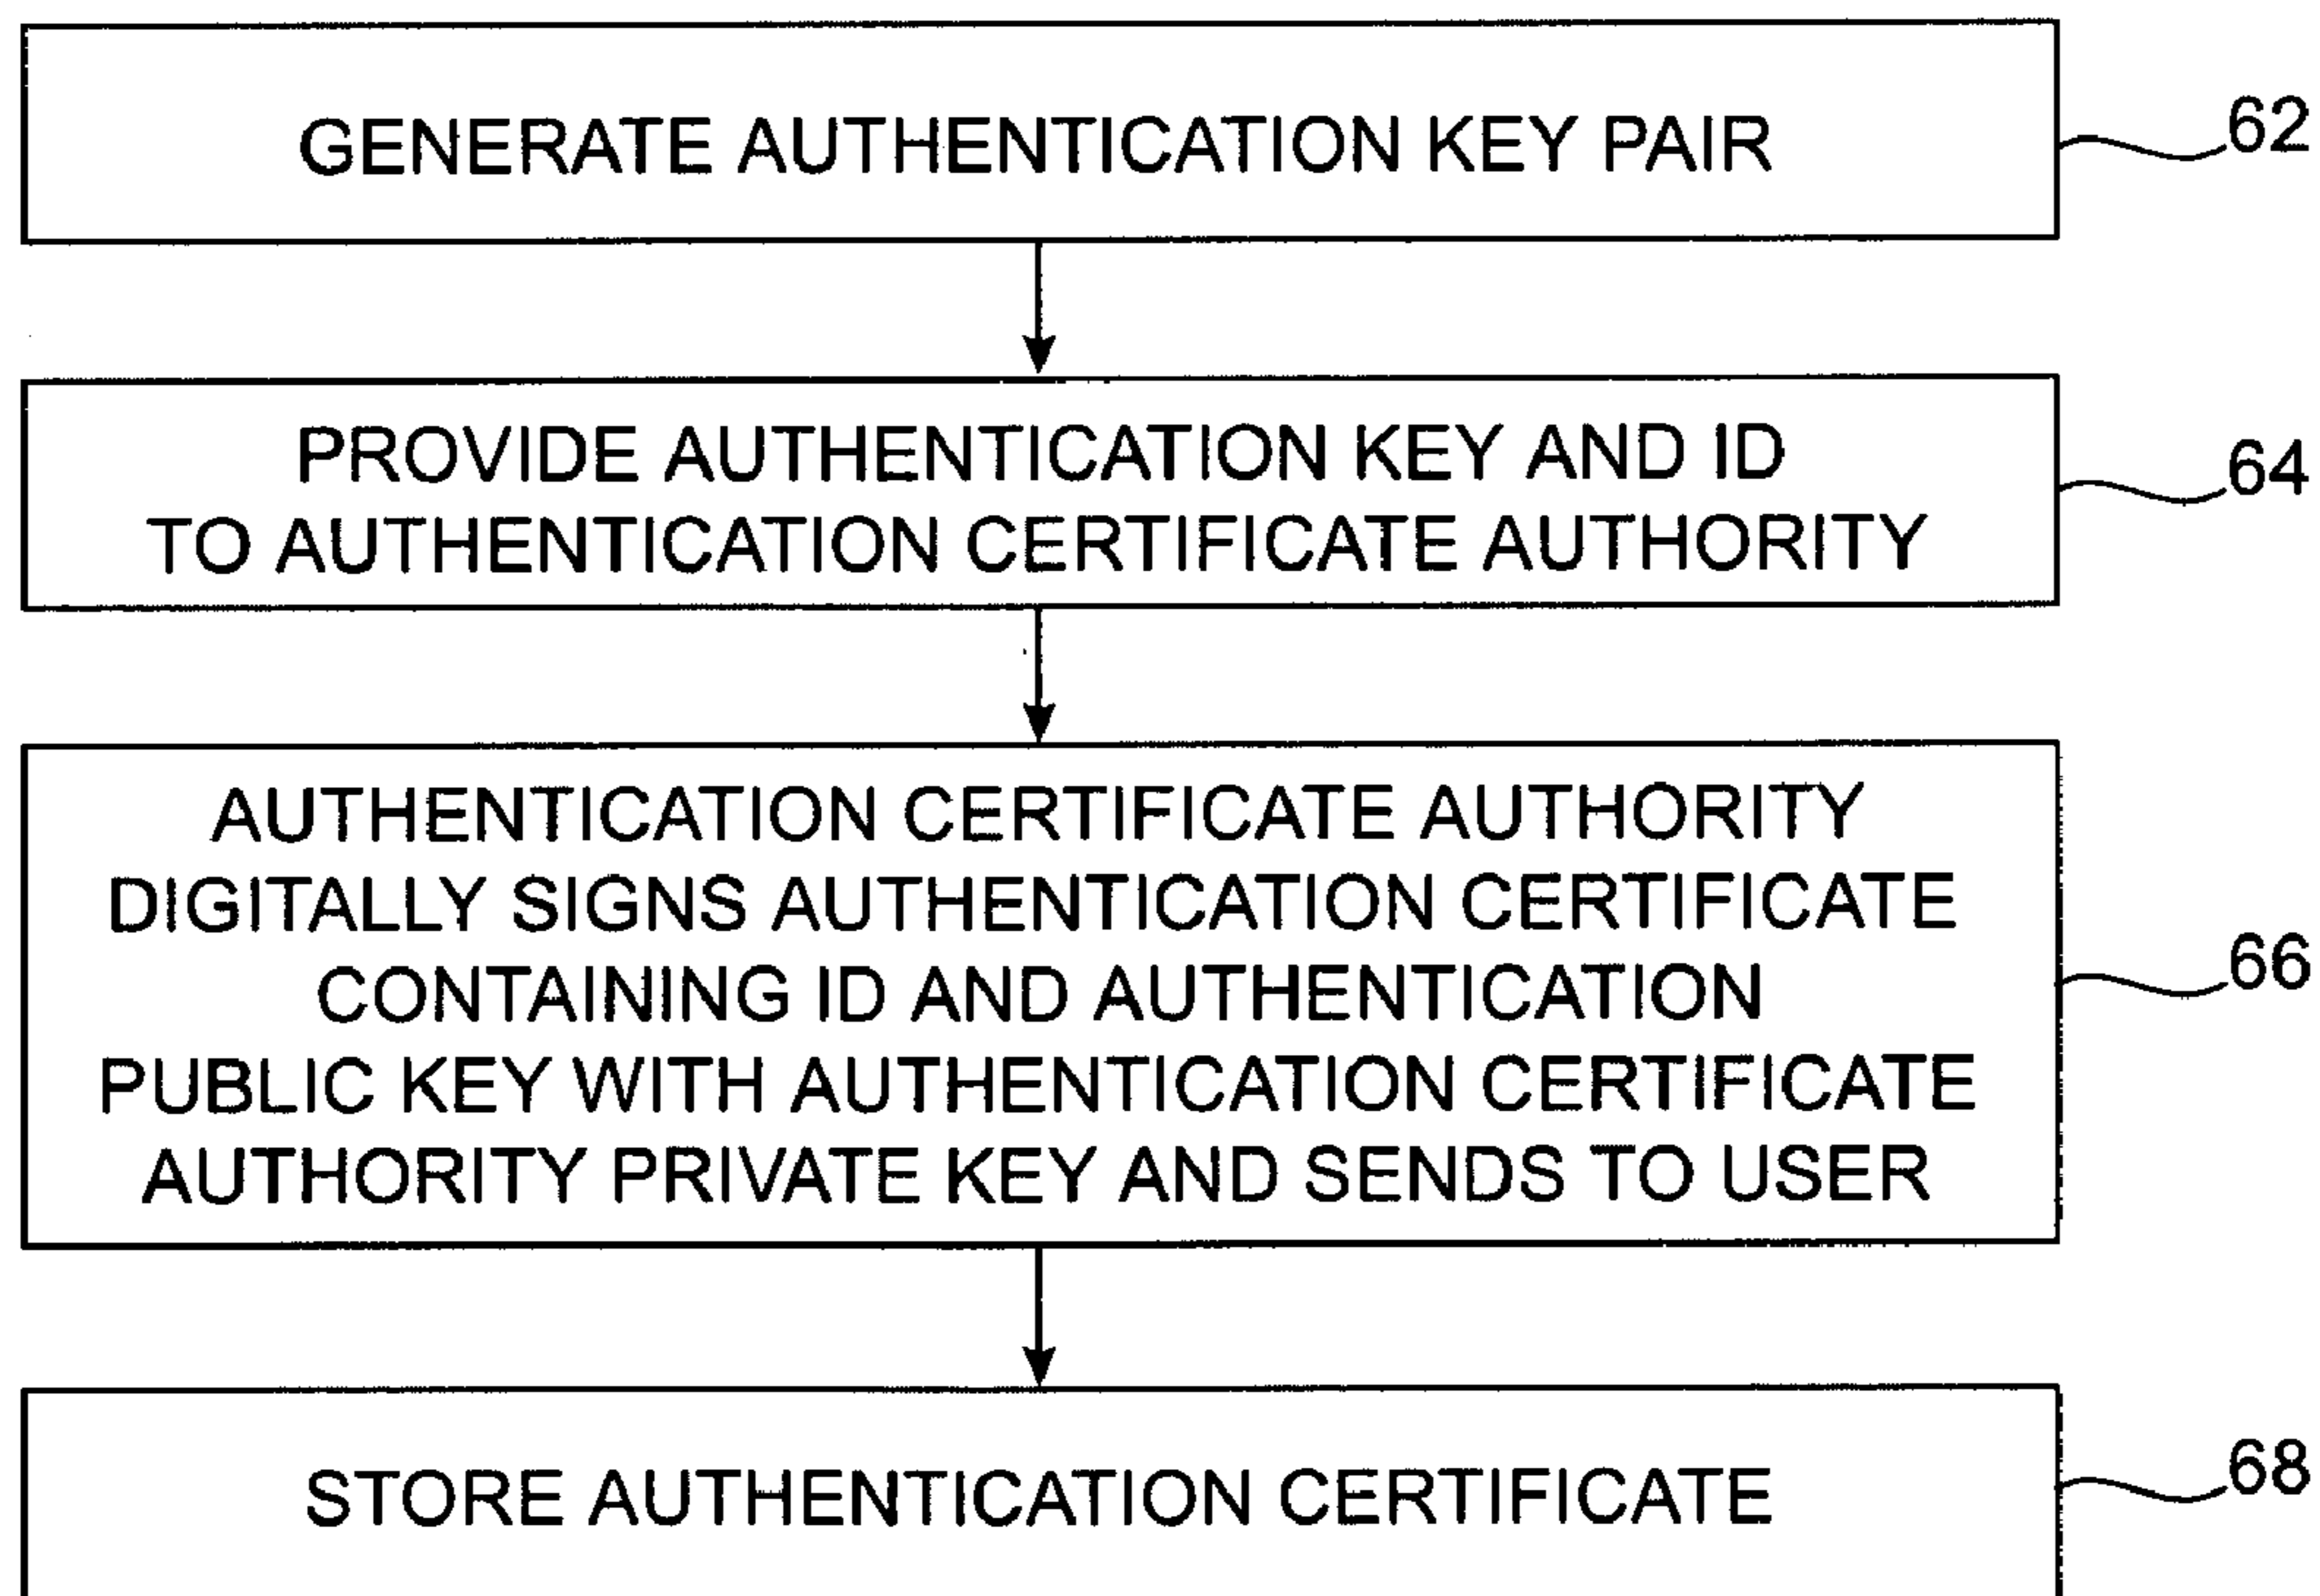 GENERATE AUTHENTICATION KEY PAIR
62
PROVIDE AUTHENTICATION KEY AND ID
TO AUTHENTICATION CERTIFICATE AUTHORITY
64
AUTHENTICATION CERTIFICATE AUTHORITY
DIGITALLY SIGNS AUTHENTICATION CERTIFICATE
CONTAINING ID AND AUTHENTICATION
PUBLIC KEY WITH AUTHENTICATION CERTIFICATE
AUTHORITY PRIVATE KEY AND SENDS TO USER
66
STORE AUTHENTICATION CERTIFICATE
68